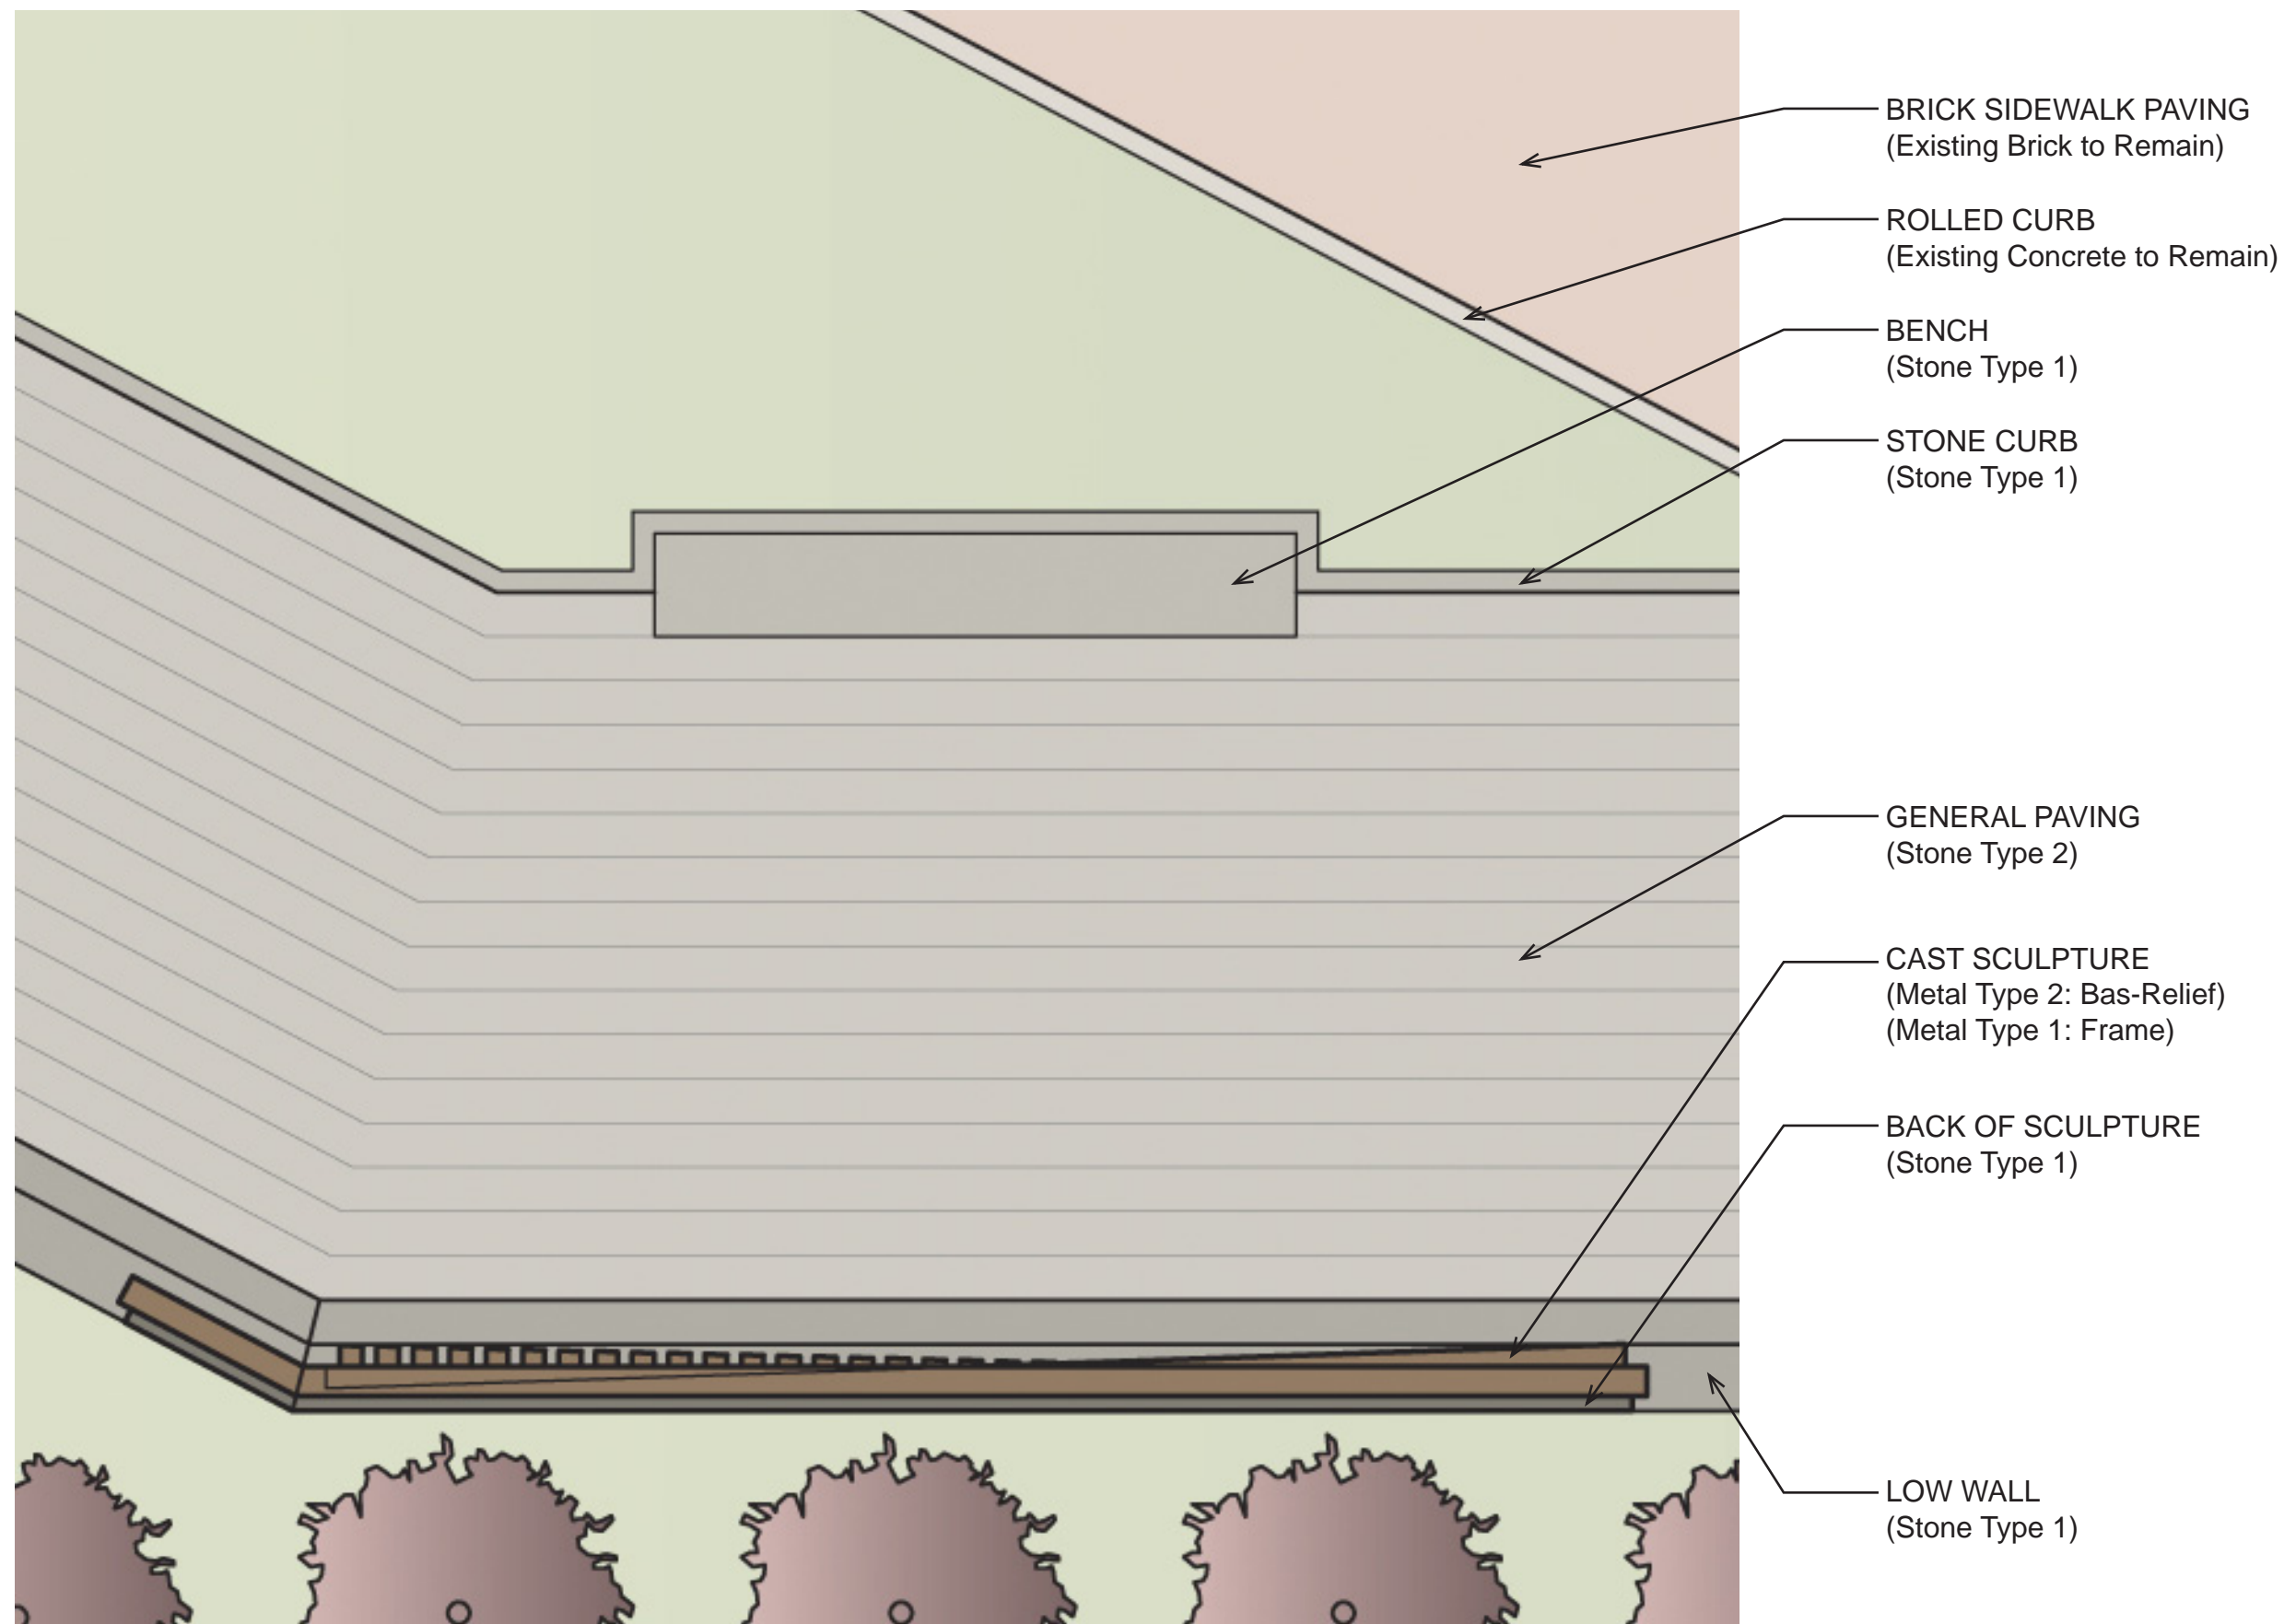 BRICK SIDEWALK PAVING
(Existing Brick to Remain)
ROLLED CURB
(Existing Concrete to Remain)
BENCH
(Stone Type 1)
STONE CURB
(Stone Type 1)
GENERAL PAVING
(Stone Type 2)
CAST SCULPTURE
(Metal Type 2: Bas-Relief)
(Metal Type 1: Frame)
BACK OF SCULPTURE
(Stone Type 1)
LOW WALL
(Stone Type 1)